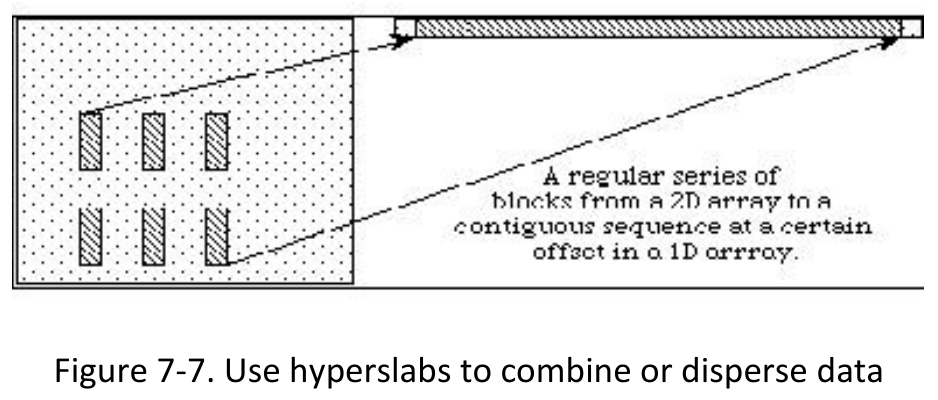 A regular series of
blocks from a 2D array to a
contiguous sequence at a certain
offset in a 1D orrroy.
Figure 7-7. Use hyperslabs to combine or disperse data